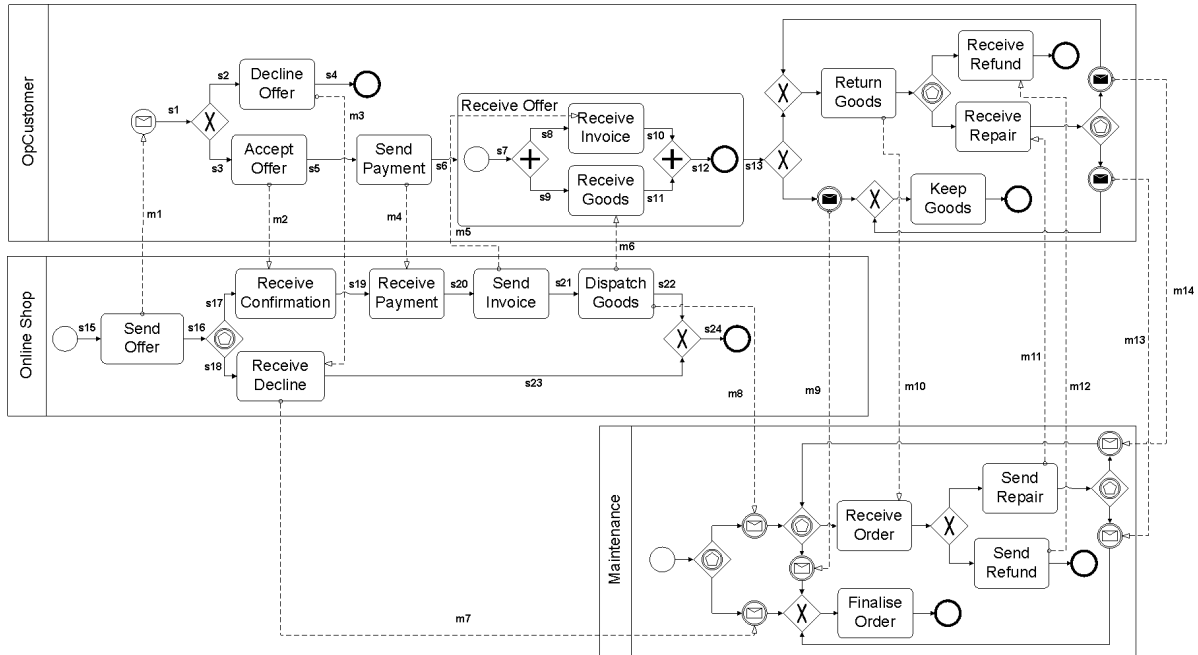 OpCustomer
s1
s2
Decline
Offer
s4
m3
s3
Accept
Offer
s5
Send
Payment
s6
Receive Offer
s7
s8
Receive
Invoice
s10
s9
Receive
Goods
s11
s12
s13
Return
Goods
Receive
Refund
Receive
Repair
Keep
Goods
m1
m2
m4
m5
m6
m14
m13
m11
m12
m10
m9
m8
m7
Online Shop
s15
Send
Offer
s16
s17
Receive
Confirmation
s19
Receive
Payment
s20
Send
Invoice
s21
Dispatch
Goods
s22
s24
s18
Receive
Decline
s23
Maintenance
Receive
Order
Send
Repair
Send
Refund
Finalise
Order